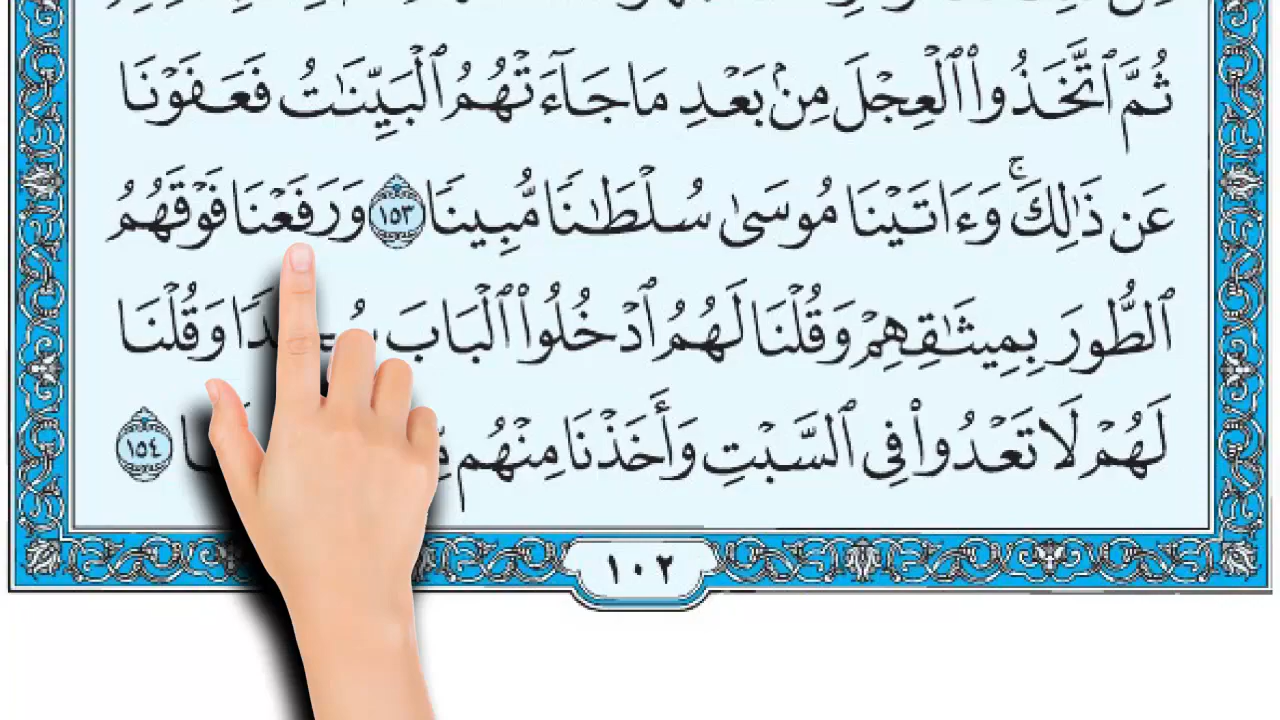 ثُمَّ ٱتَّخَذُوا۟ ٱلْعِجْلَ مِنۢ بَعْدِ مَا جَآءَتْهُمُ ٱلْبَيِّنَـٰتُ فَعَفَوْنَا
عَن ذَٰلِكَ ۚ وَءَاتَيْنَا مُوسَىٰ سُلْطَـٰنًا مُّبِينًا ١٥٣ وَرَفَعْنَا فَوْقَهُمُ
ٱلطُّورَ بِمِيثَـٰقِهِمْ وَقُلْنَا لَهُمُ ٱدْخُلُوا۟ ٱلْبَابَ وَقُلْنَا
لَهُمْ لَا تَعْدُوا۟ فِى ٱلسَّبْتِ وَأَخَذْنَا مِنْهُم ١٥٤
١٠٢